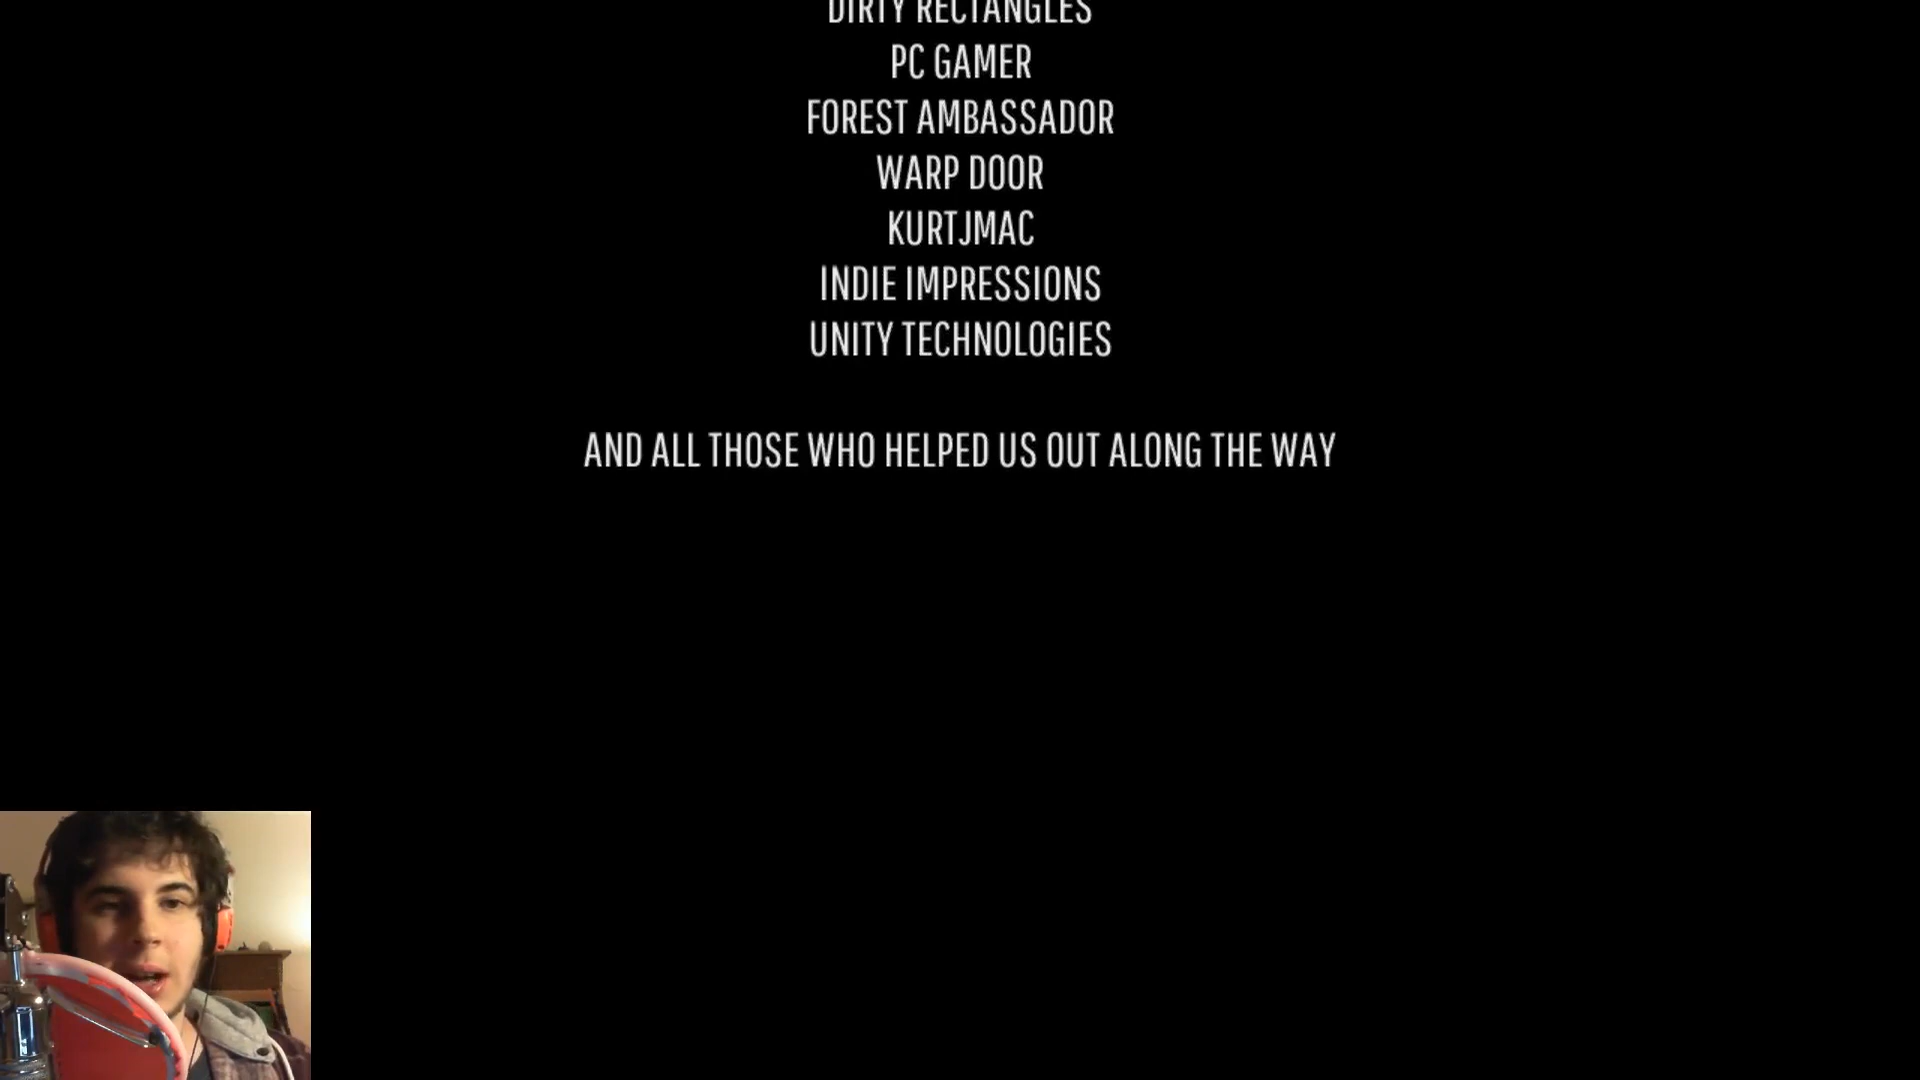 DIRTY RECTANGLES
PC GAMER
FOREST AMBASSADOR
WARP DOOR
KURTJMAC
INDIE IMPRESSIONS
UNITY TECHNOLOGIES
AND ALL THOSE WHO HELPED US OUT ALONG THE WAY